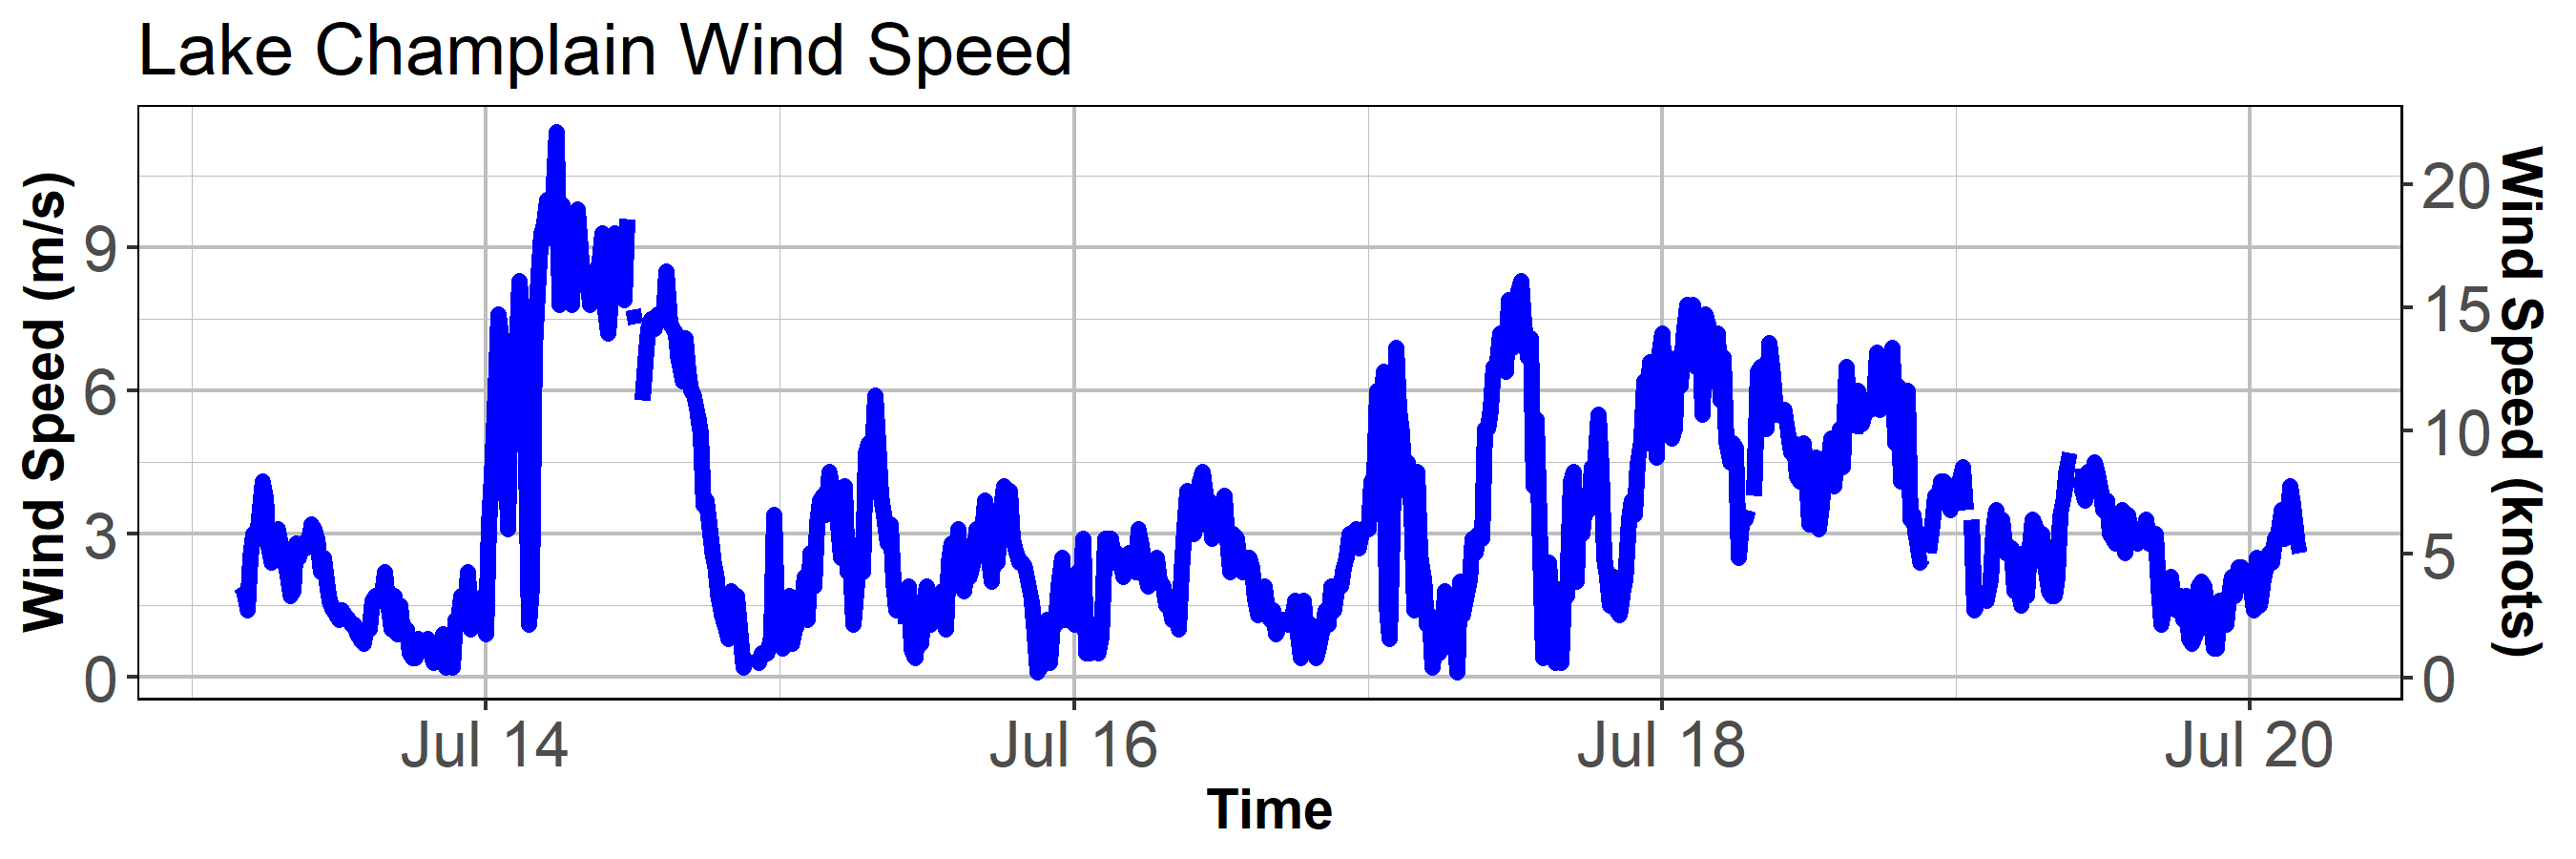 Lake Champlain Wind Speed
Wind Speed (m/s)
9
6
3
0
20
15
10
5
0
Wind Speed (knots)
Jul 14
Jul 16
Jul 18
Jul 20
Time